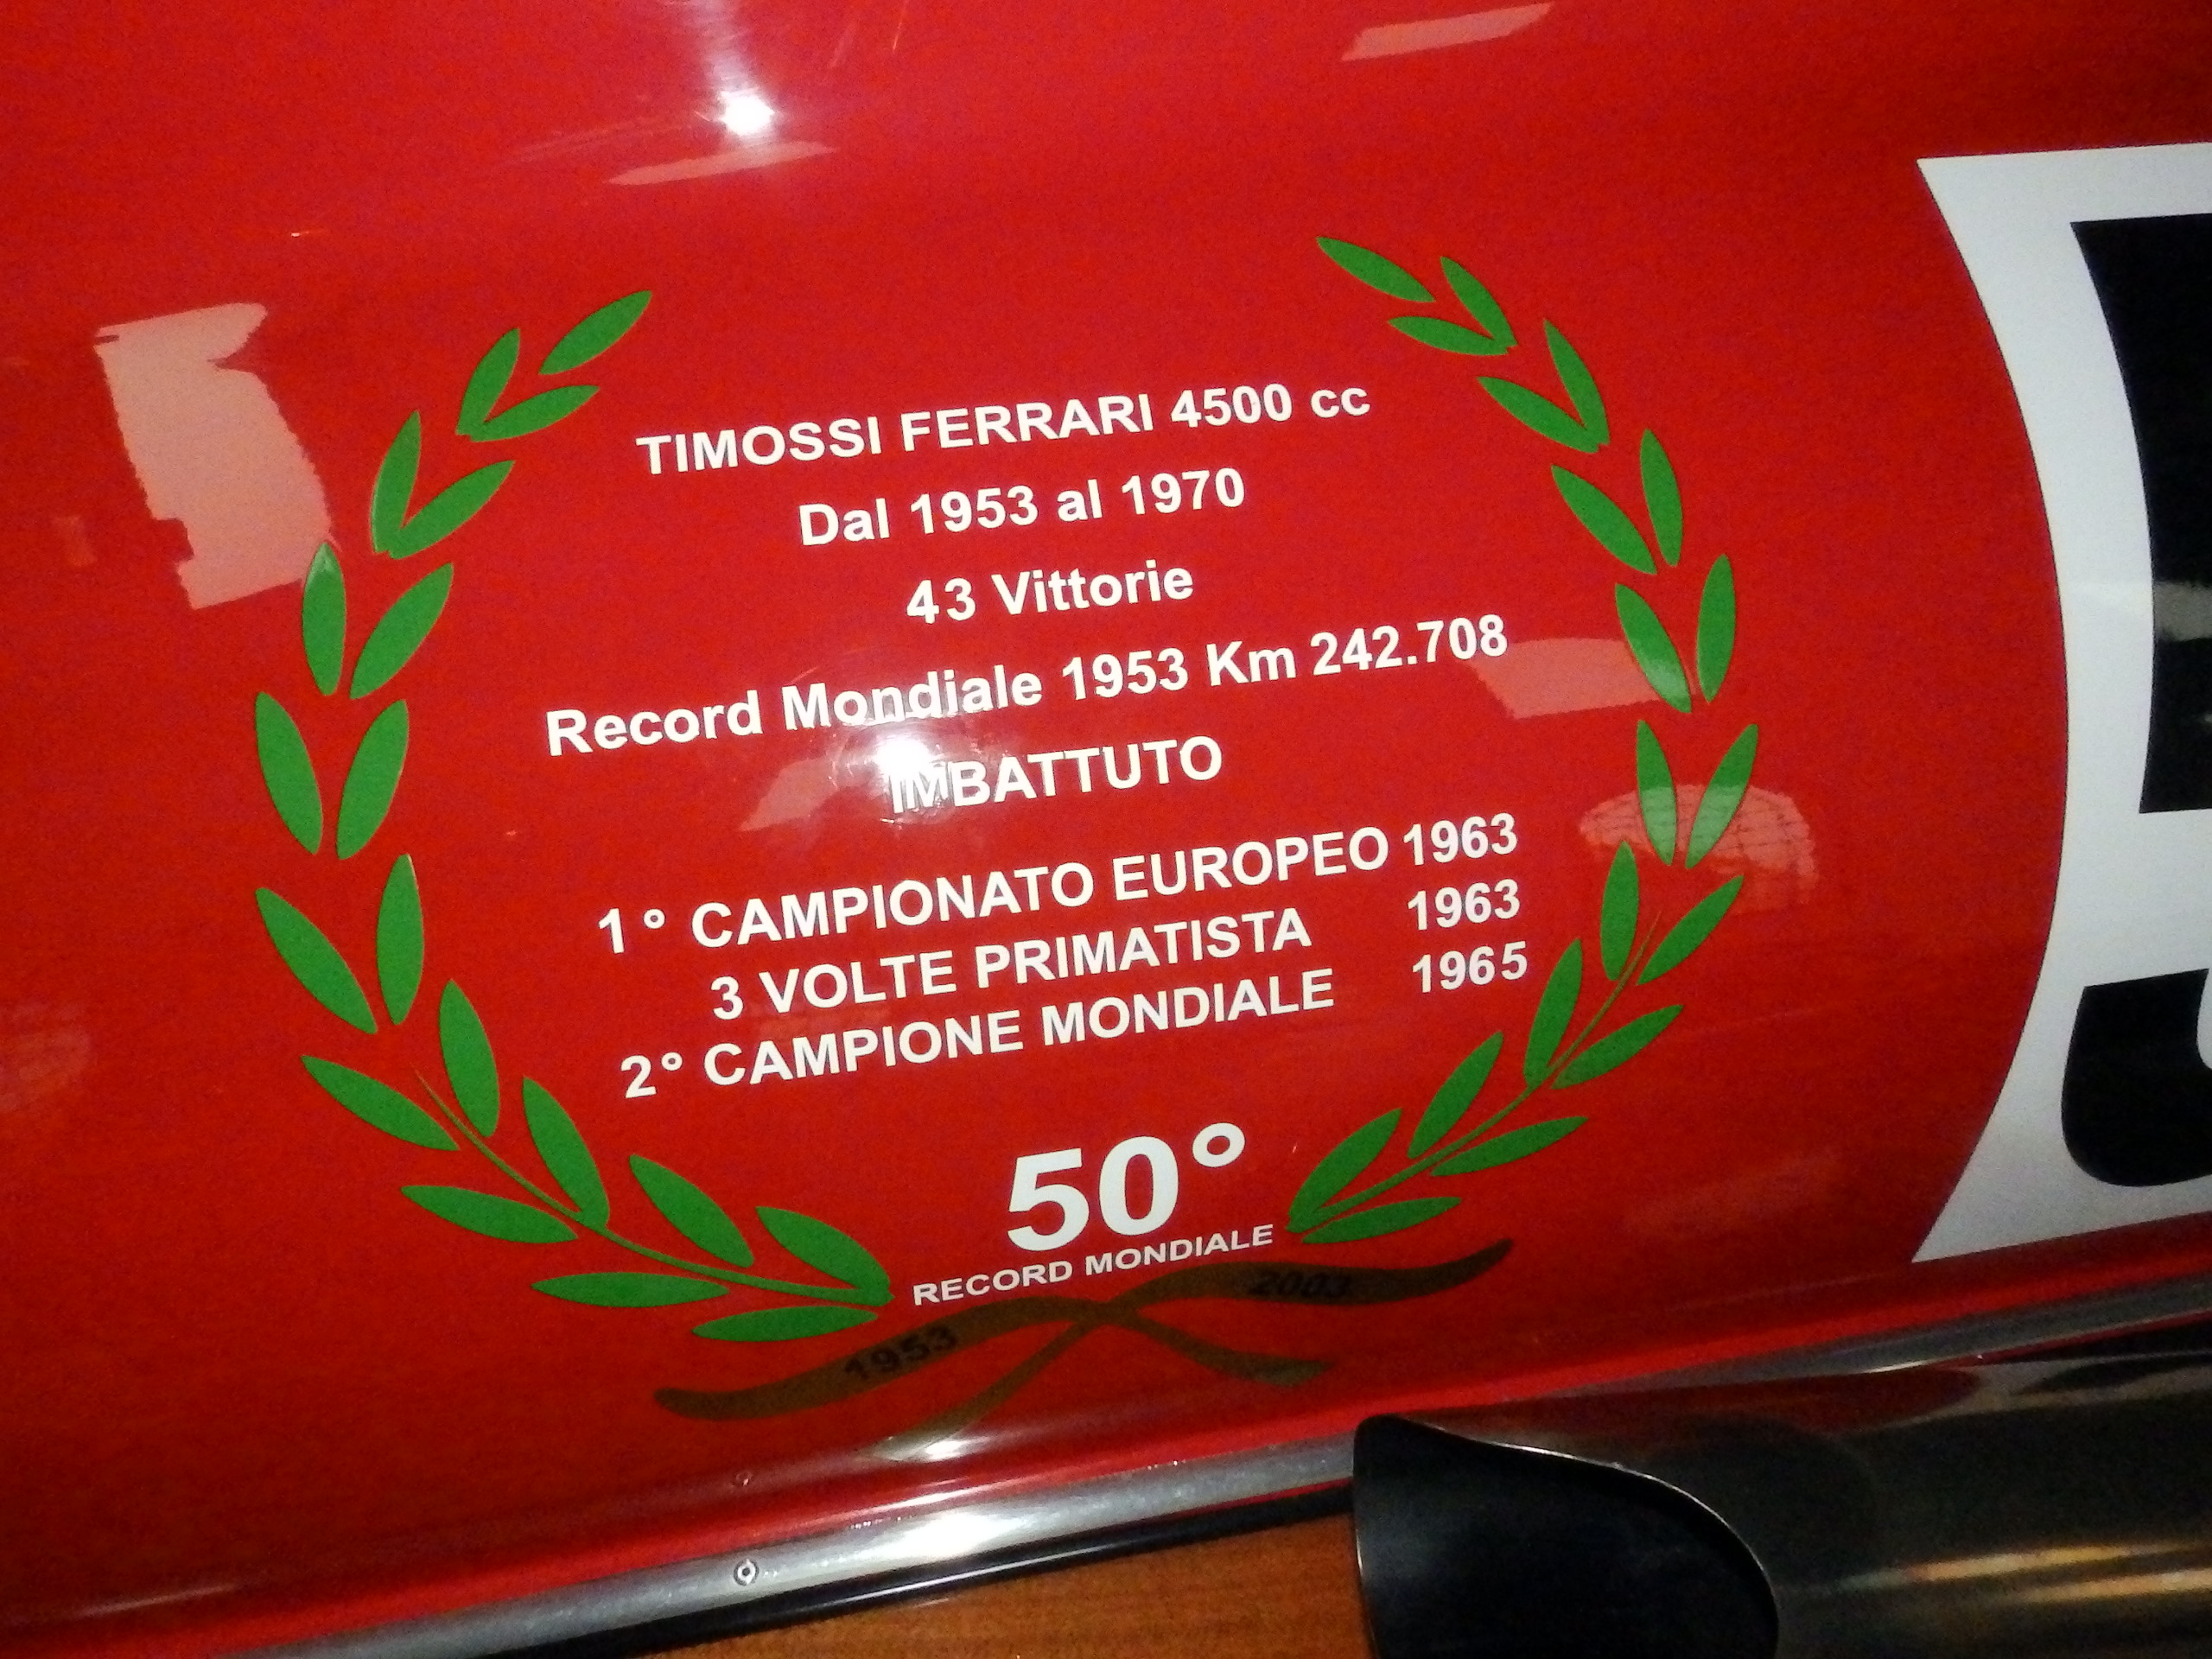 TIMOSSI FERRARI 4500 cc
Dal 1953 al 1970
43 Vittorie
Record Mondiale 1953 Km 242.708
IMBATTUTO
1° CAMPIONATO EUROPEO 1963
3 VOLTE PRIMATISTA 1963
2° CAMPIONE MONDIALE 1965
50°
RECORD MONDIALE
1953 2003